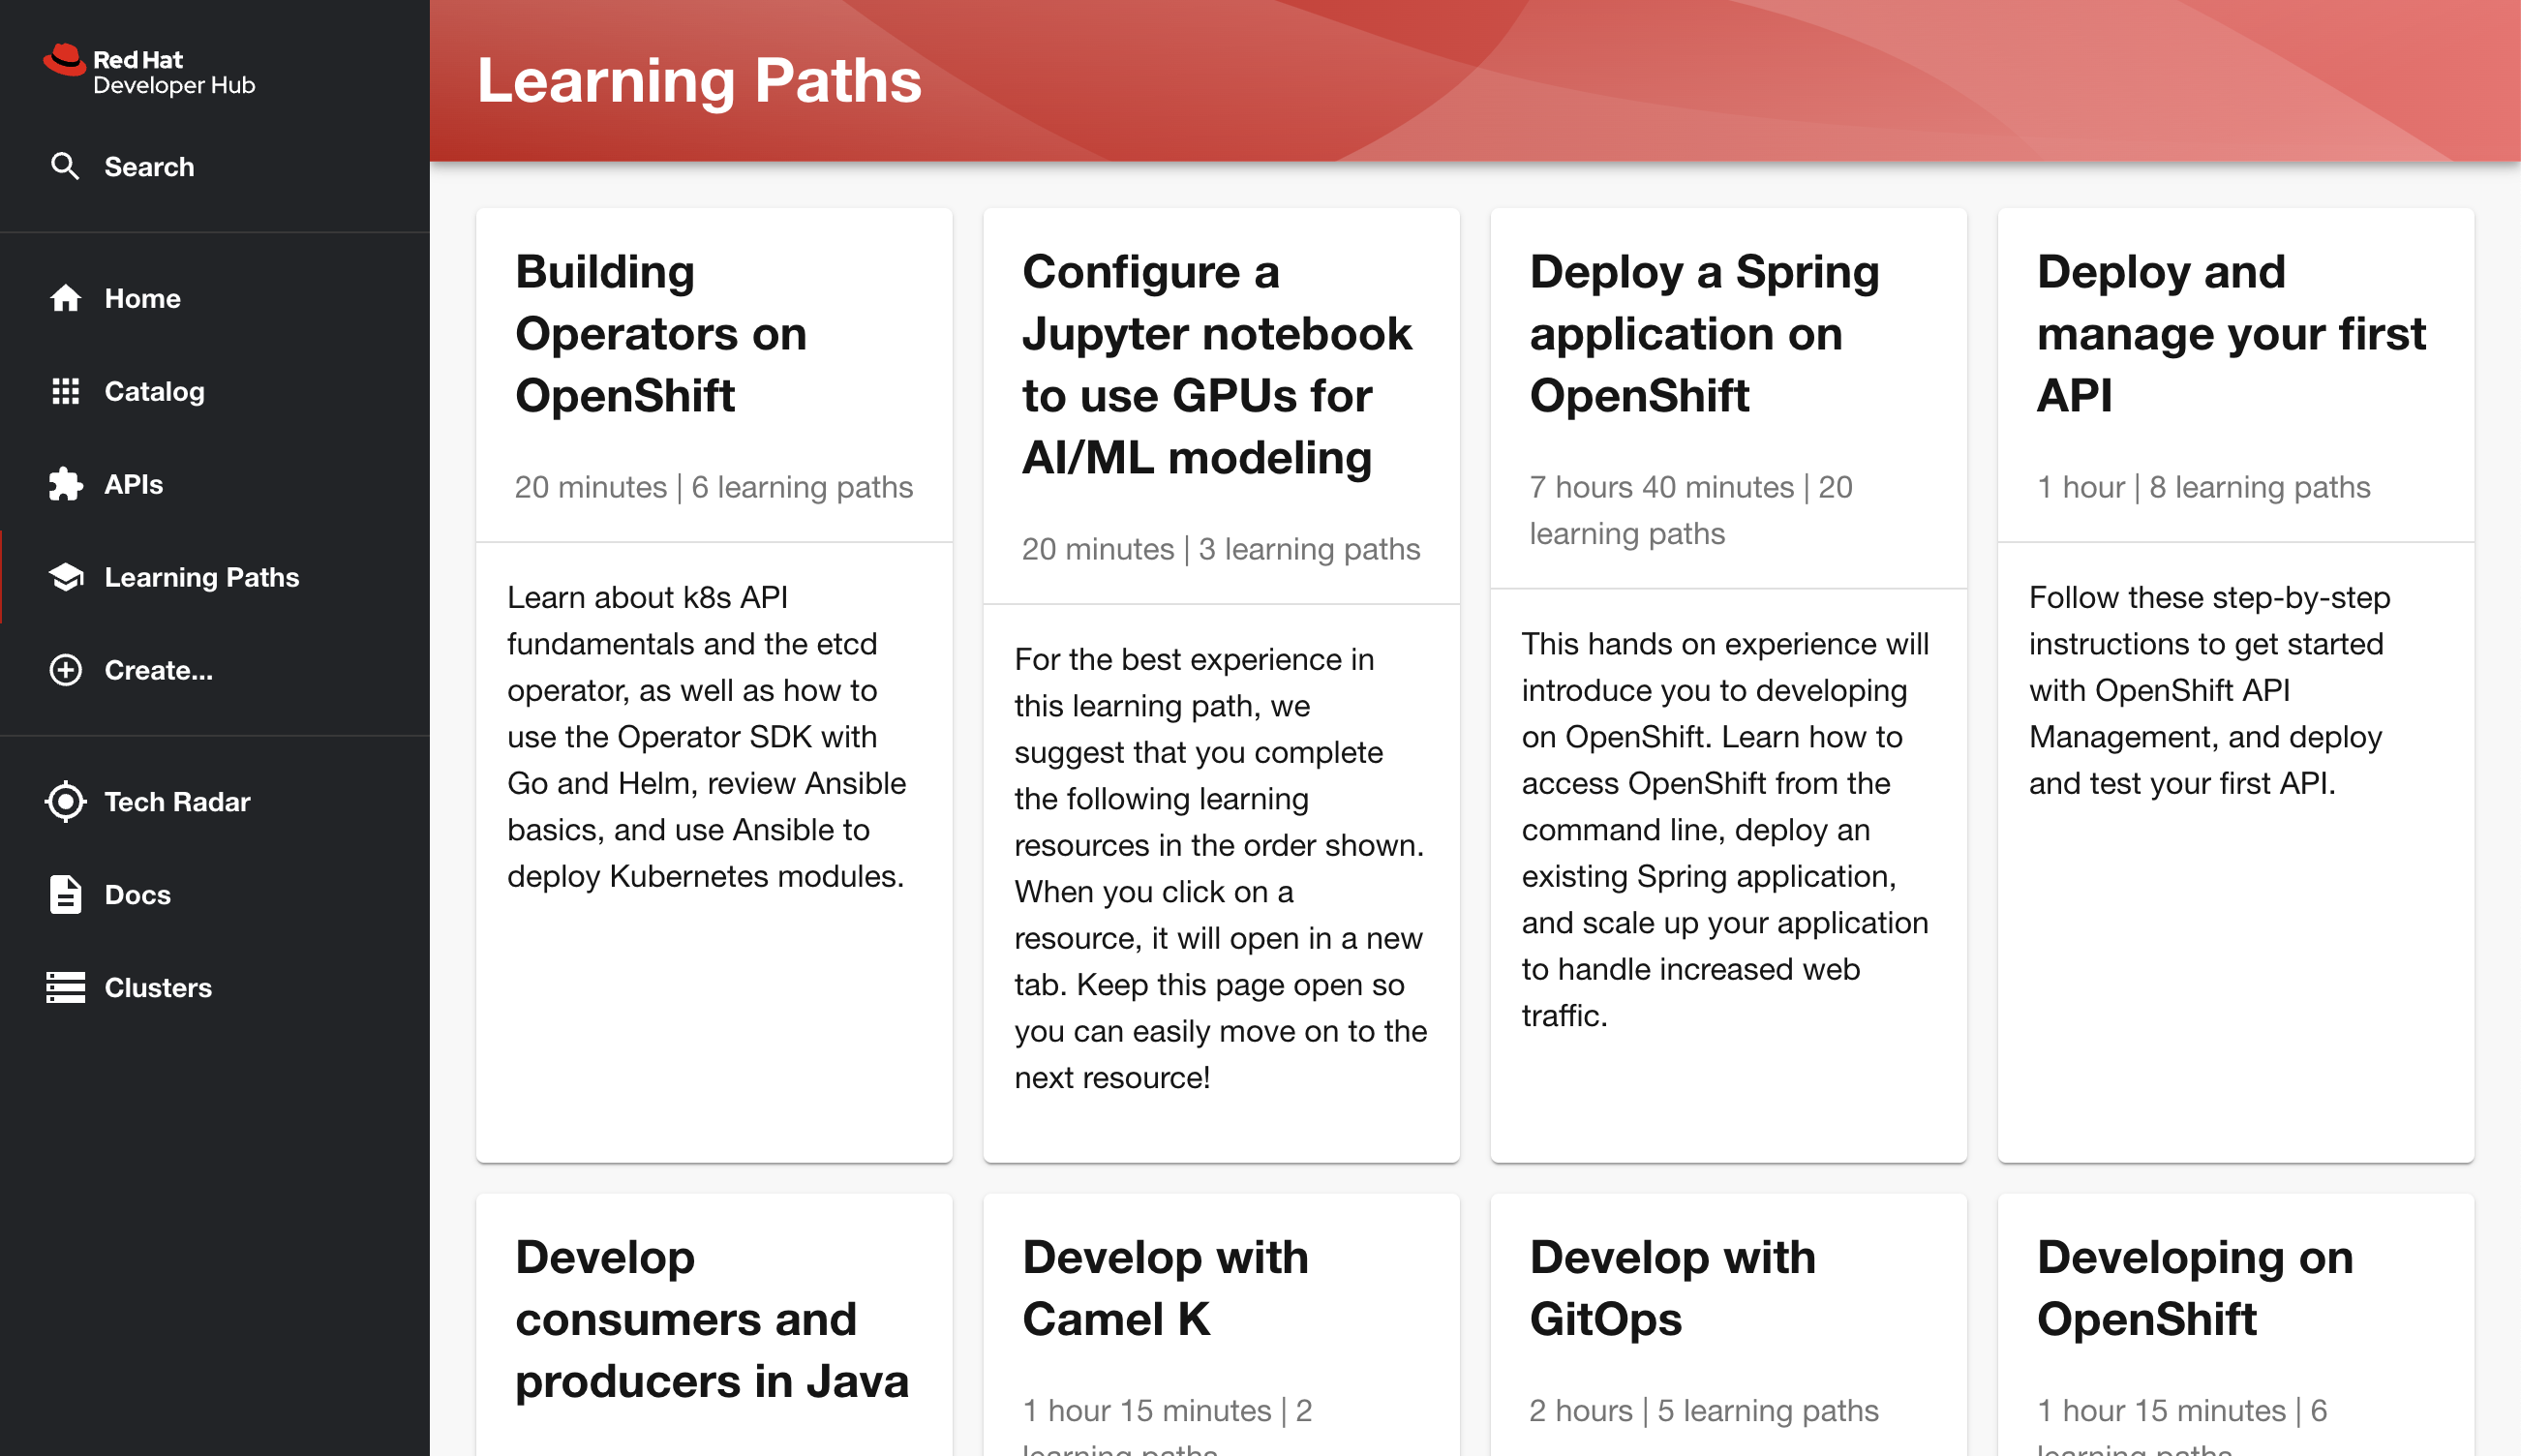 Red Hat
Developer Hub
Search
Home
Catalog
APIs
Learning Paths
Create...
Tech Radar
Docs
Clusters
Learning Paths
Building
Operators on
OpenShift
20 minutes | 6 learning paths
Learn about k8s API
fundamentals and the etcd
operator, as well as how to
use the Operator SDK with
Go and Helm, review Ansible
basics, and use Ansible to
deploy Kubernetes modules.
Configure a
Jupyter notebook
to use GPUs for
AI/ML modeling
20 minutes | 3 learning paths
For the best experience in
this learning path, we
suggest that you complete
the following learning
resources in the order shown.
When you click on a
resource, it will open in a new
tab. Keep this page open so
you can easily move on to the
next resource!
Deploy a Spring
application on
OpenShift
7 hours 40 minutes | 20
learning paths
This hands on experience will
introduce you to developing
on OpenShift. Learn how to
access OpenShift from the
command line, deploy an
existing Spring application,
and scale up your application
to handle increased web
traffic.
Deploy and
manage your first
API
1 hour | 8 learning paths
Follow these step-by-step
instructions to get started
with OpenShift API
Management, and deploy
and test your first API.
Develop
consumers and
producers in Java
Develop with
Camel K
1 hour 15 minutes | 2
learning paths
Develop with
GitOps
2 hours | 5 learning paths
Developing on
OpenShift
1 hour 15 minutes | 6
learning paths